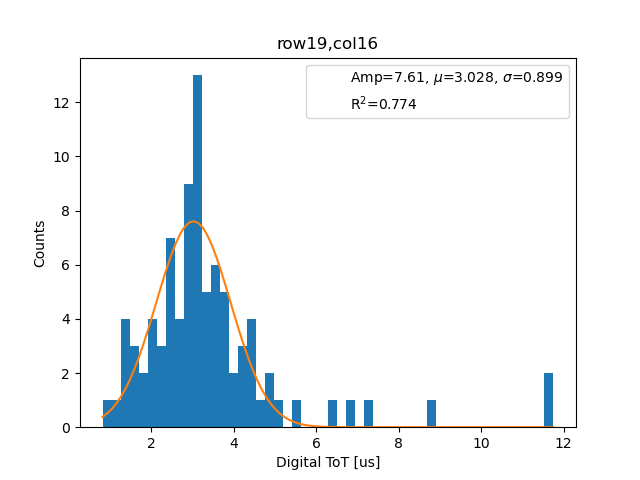 row19,col16
Amp=7.61, μ=3.028, σ=0.899
R²=0.774
Counts
12
10
8
6
4
2
0
2 4 6 8 10 12
Digital ToT [us]